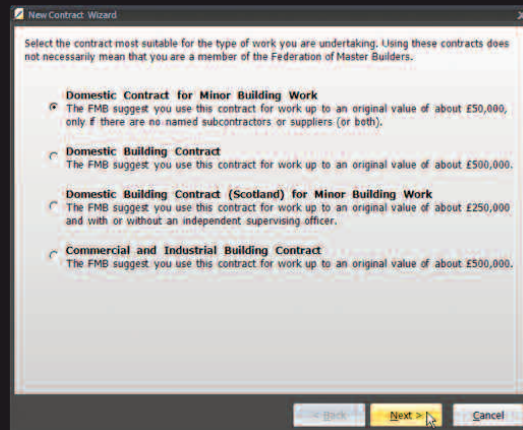 New Contract Wizard
Select the contract most suitable for the type of work you are undertaking. Using these contracts does
not necessarily mean that you are a member of the Federation of Master Builders.
Domestic Contract for Minor Building Work
The FMB suggest you use this contract for work up to an original value of about £50,000,
only if there are no named subcontractors or suppliers (or both).
Domestic Building Contract
The FMB suggest you use this contract for work up to an original value of about £500,000.
Domestic Building Contract (Scotland) for Minor Building Work
The FMB suggest you use this contract for work up to an original value of about £250,000
and with or without an independent supervising officer.
Commercial and Industrial Building Contract
The FMB suggest you use this contract for work up to an original value of about £500,000.
< Back Next > Cancel